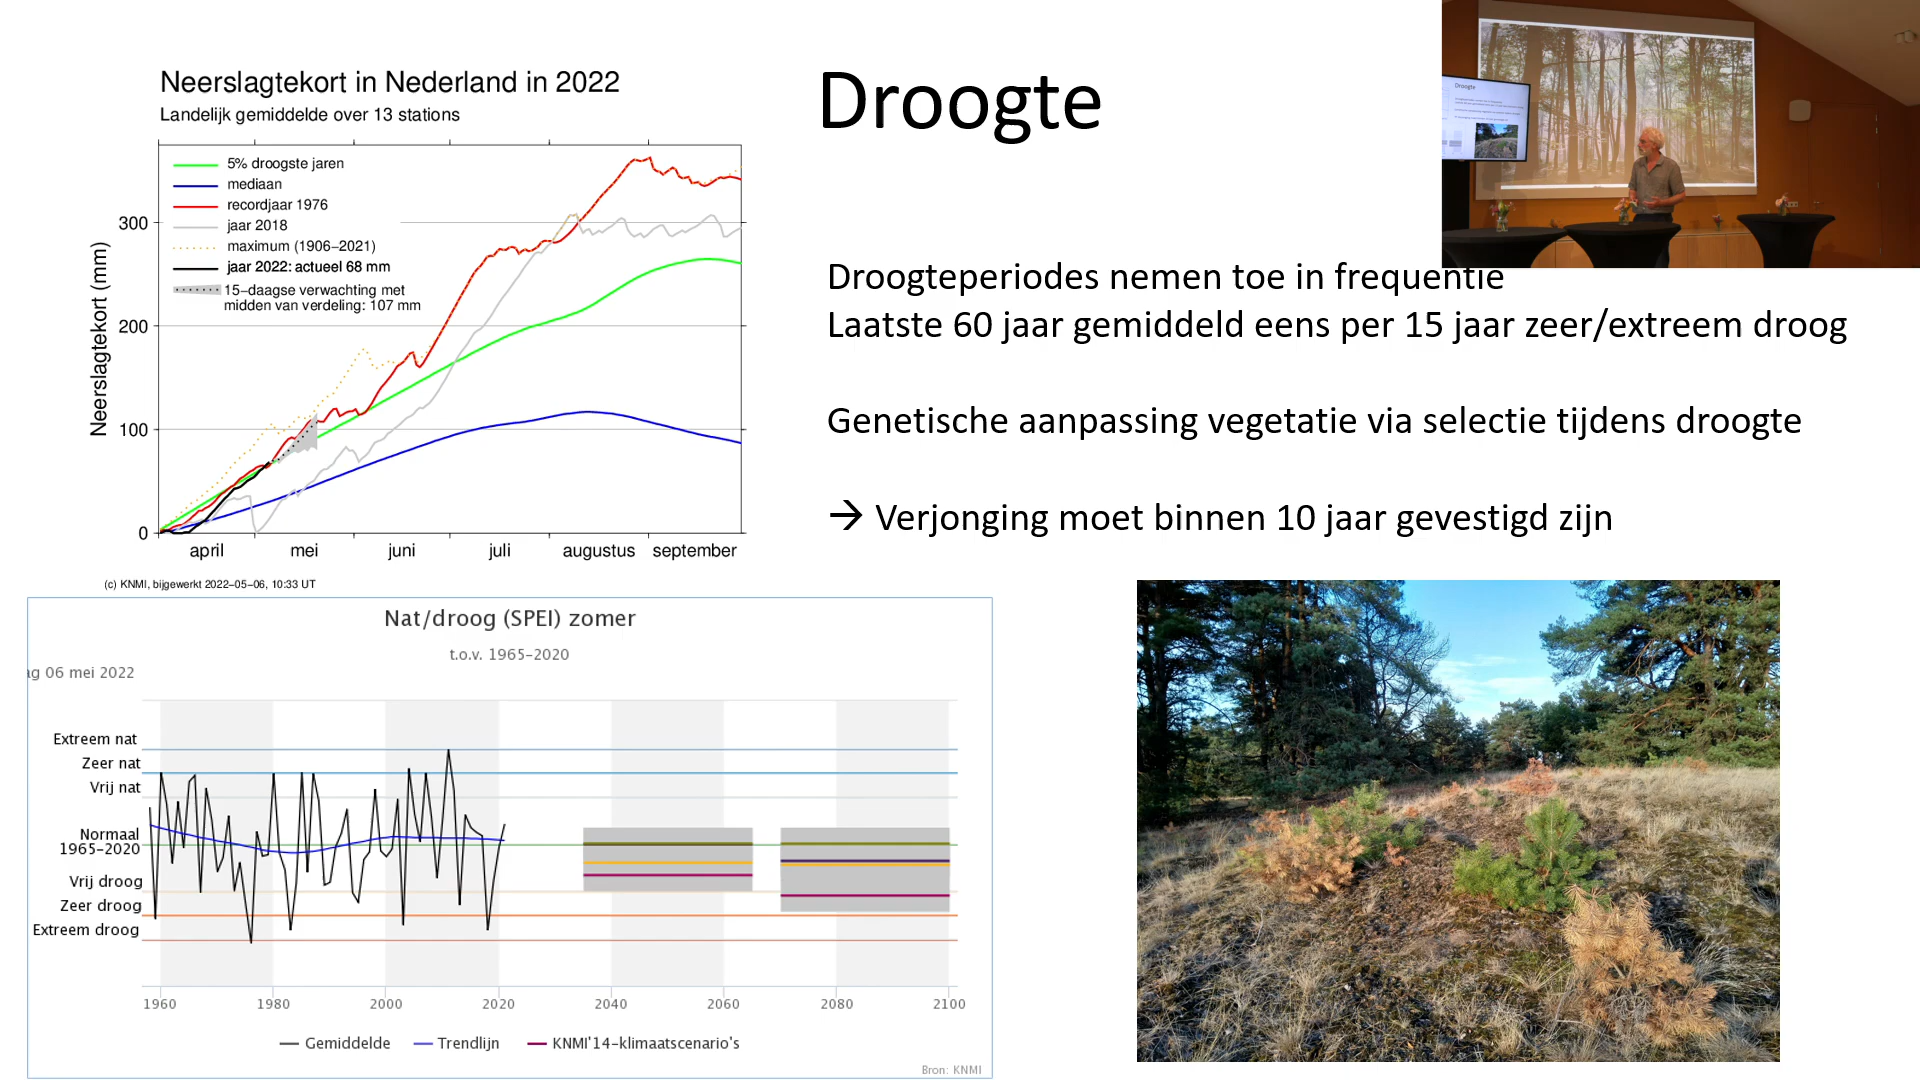 Droogte
Droogteperiodes nemen toe in frequentie
Laatste 60 jaar gemiddeld eens per 15 jaar zeer/extreem droog
Genetische aanpassing vegetatie via selectie tijdens droogte
→ Verjonging moet binnen 10 jaar gevestigd zijn
Neerslagtekort in Nederland in 2022
Landelijk gemiddelde over 13 stations
5% droogste jaren
mediaan
recordjaar 1976
jaar 2018
maximum (1906–2021)
jaar 2022: actueel 68 mm
15–daagse verwachting met
midden van verdeling: 107 mm
Neerslagtekort (mm)
300
200
100
0
april mei juni juli augustus september
(c) KNMI, bijgewerkt 2022–05–06, 10:33 UT
Nat/droog (SPEI) zomer
t.o.v. 1965–2020
ag 06 mei 2022
Extreem nat
Zeer nat
Vrij nat
Normaal
1965–2020
Vrij droog
Zeer droog
Extreem droog
1960 1980 2000 2020 2040 2060 2080 2100
Gemiddelde Trendlijn KNMI'14–klimaatscenario's
Bron: KNMI
Droogte